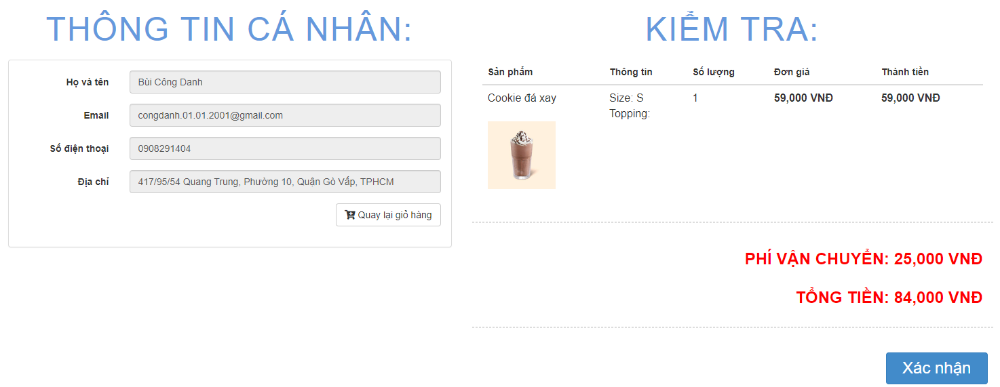 THÔNG TIN CÁ NHÂN:
Họ và tên
Bùi Công Danh
Email
congdanh.01.01.2001@gmail.com
Số điện thoại
0908291404
Địa chỉ
417/95/54 Quang Trung, Phường 10, Quận Gò Vấp, TPHCM
Quay lại giỏ hàng
KIỂM TRA:
Sản phẩm Thông tin Số lượng Đơn giá Thành tiền
Cookie đá xay Size: S 1 59,000 VNĐ 59,000 VNĐ
Topping:
PHÍ VẬN CHUYỂN: 25,000 VNĐ
TỔNG TIỀN: 84,000 VNĐ
Xác nhận